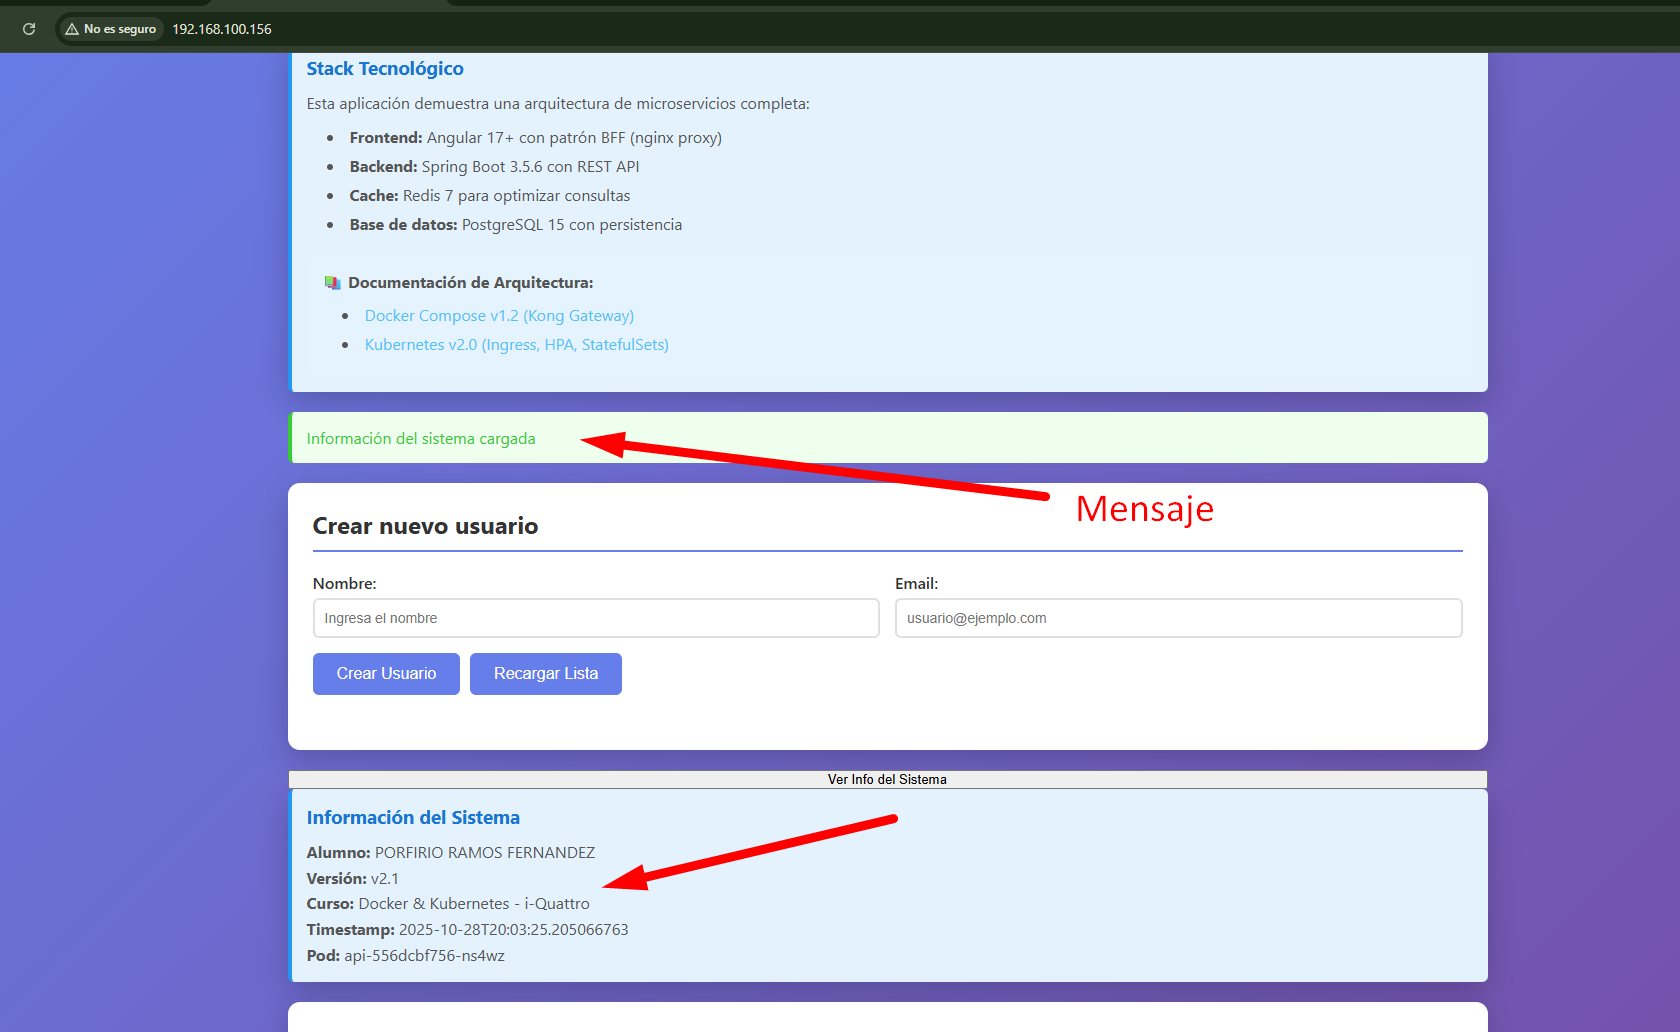 No es seguro
192.168.100.156
Stack Tecnológico
Esta aplicación demuestra una arquitectura de microservicios completa:
Frontend: Angular 17+ con patrón BFF (nginx proxy)
Backend: Spring Boot 3.5.6 con REST API
Cache: Redis 7 para optimizar consultas
Base de datos: PostgreSQL 15 con persistencia
Documentación de Arquitectura:
Docker Compose v1.2 (Kong Gateway)
Kubernetes v2.0 (Ingress, HPA, StatefulSets)
Información del sistema cargada
Mensaje
Crear nuevo usuario
Nombre:
Email:
Ingresa el nombre
usuario@ejemplo.com
Crear Usuario
Recargar Lista
Ver Info del Sistema
Información del Sistema
Alumno: PORFIRIO RAMOS FERNANDEZ
Versión: v2.1
Curso: Docker & Kubernetes - i-Quattro
Timestamp: 2025-10-28T20:03:25.205066763
Pod: api-556dcbf756-ns4wz